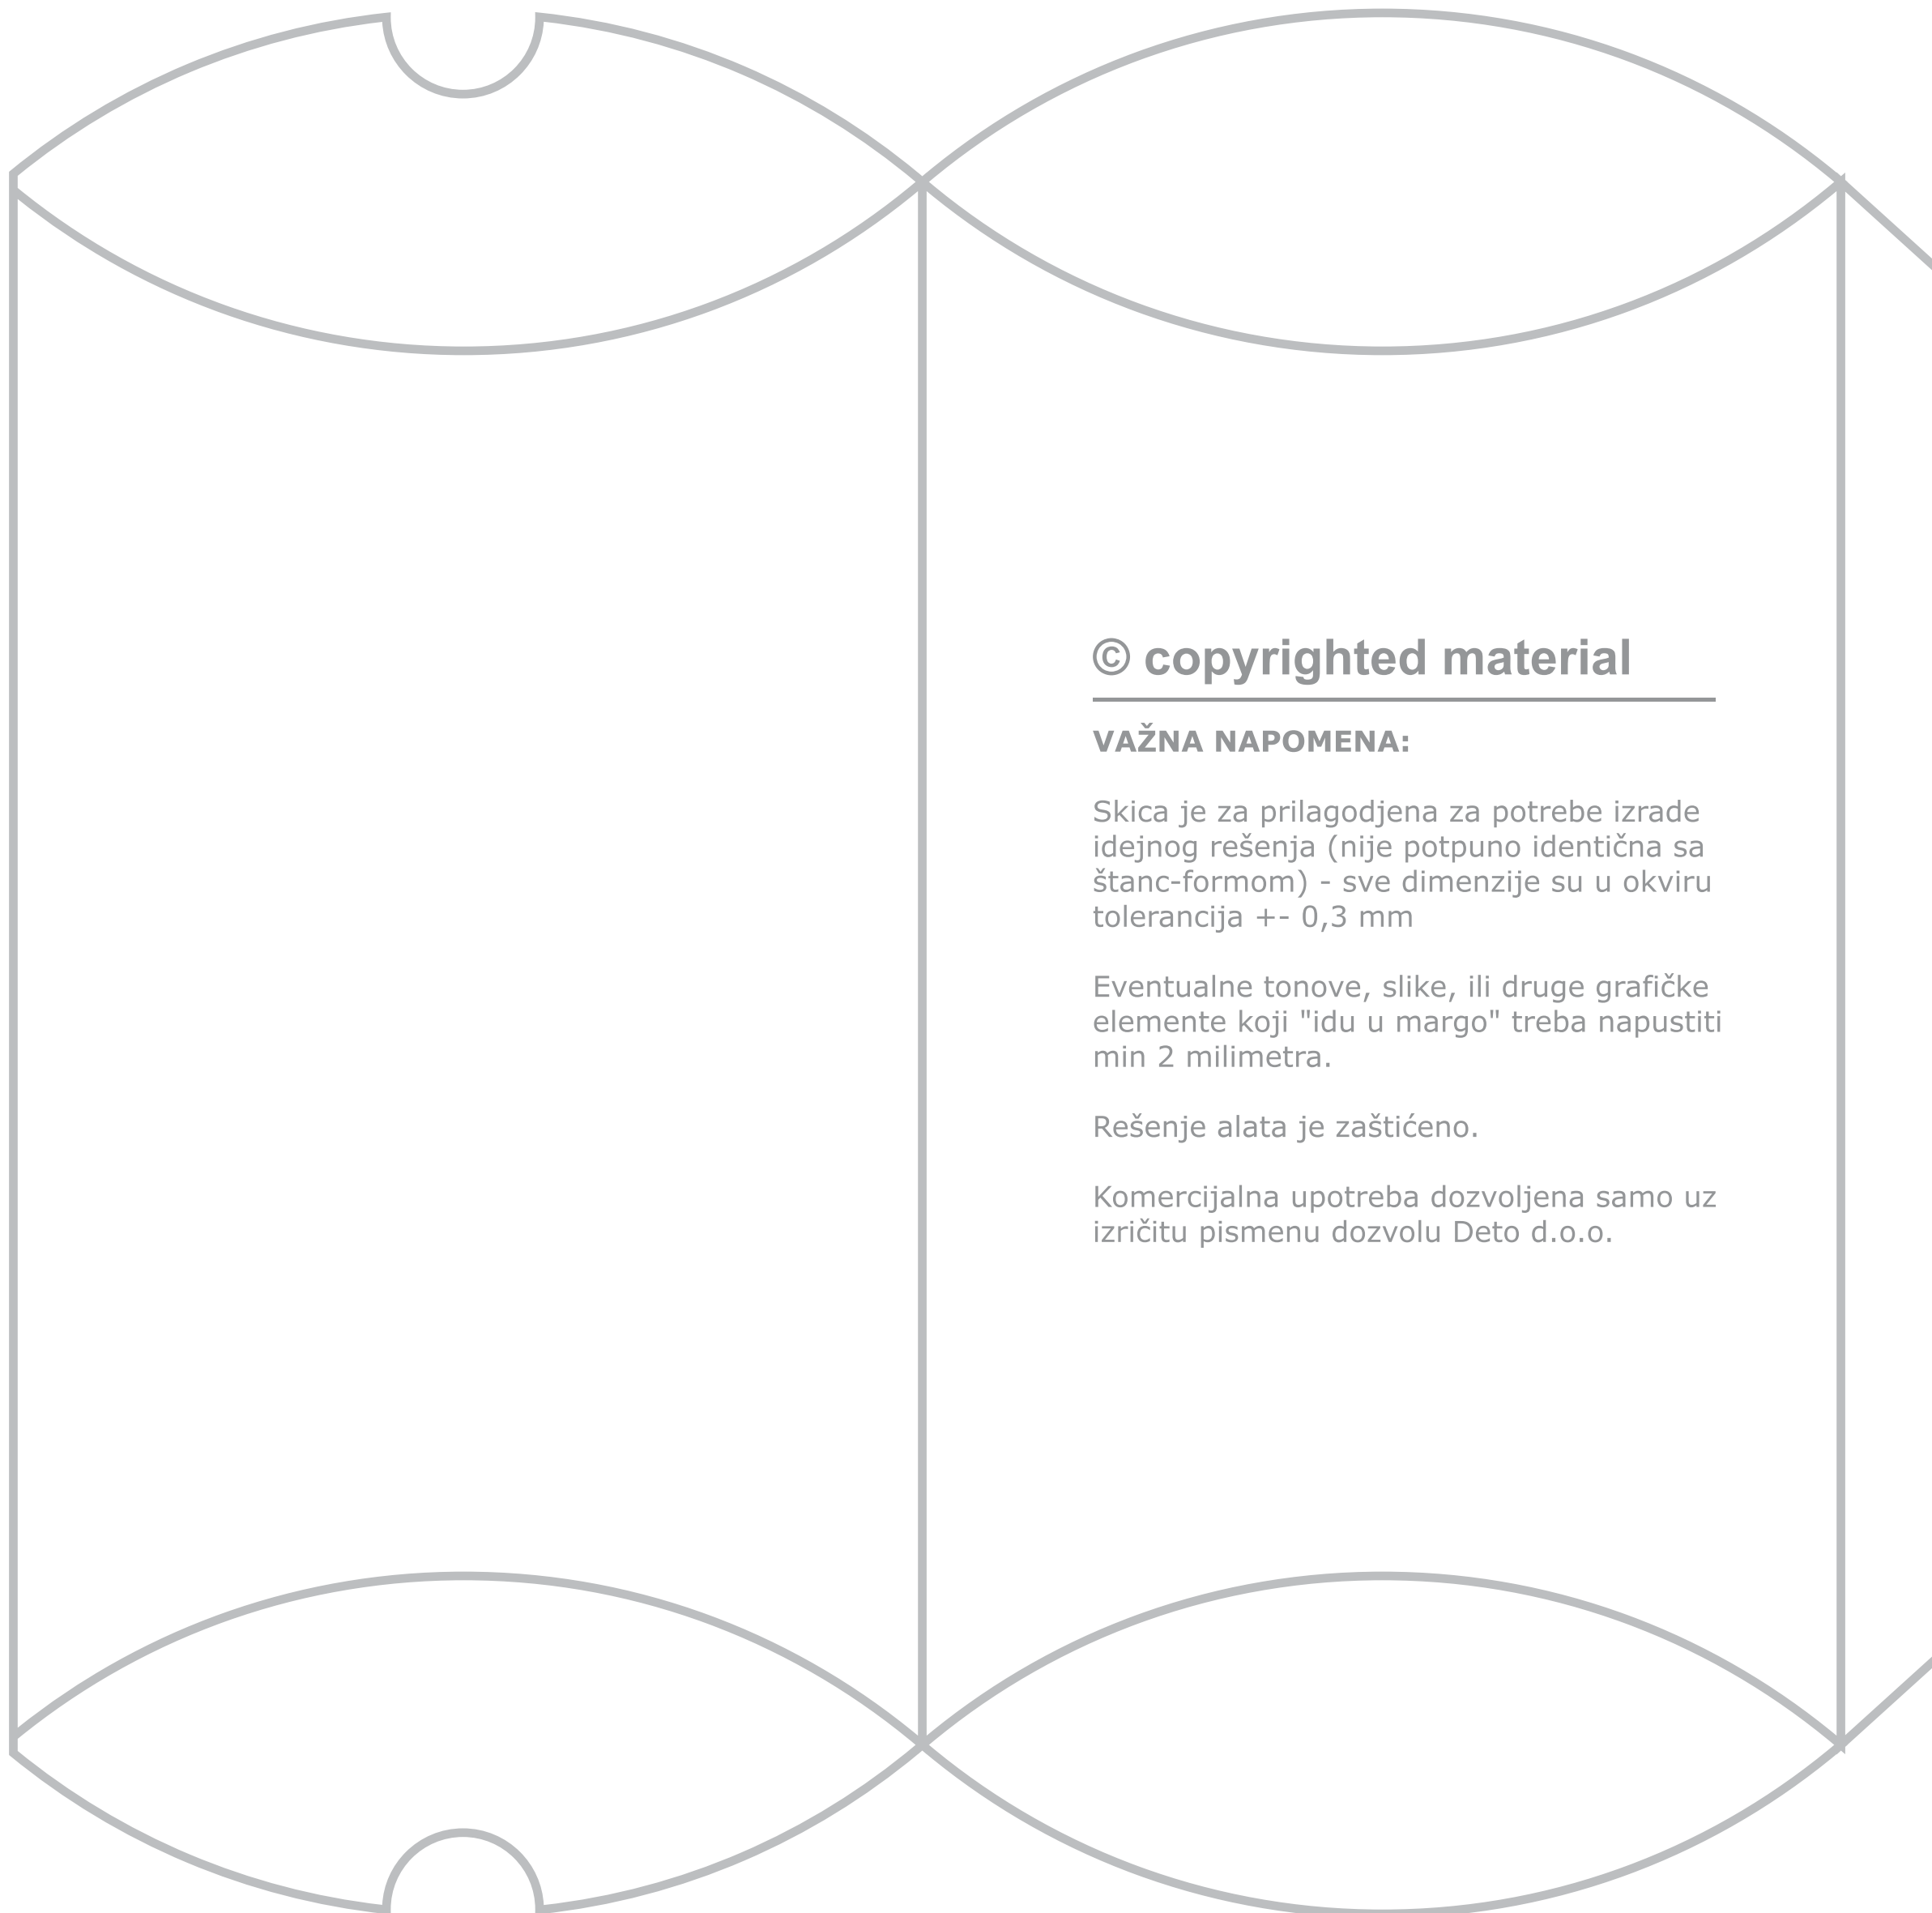 © copyrighted material
VAŽNA NAPOMENA:
Skica je za prilagodjena za potrebe izrade
idejnog rešenja (nije potpuno identična sa
štanc-fornom) - sve dimenzije su u okviru
tolerancija +- 0,3 mm
Eventualne tonove, slike, ili druge grafičke
elemente koji "idu u margo" treba napustiti
min 2 milimetra.
Rešenje alata je zaštićeno.
Komercijalna upotreba dozvoljena samo uz
izričitu pismenu dozvolu Deto d.o.o.